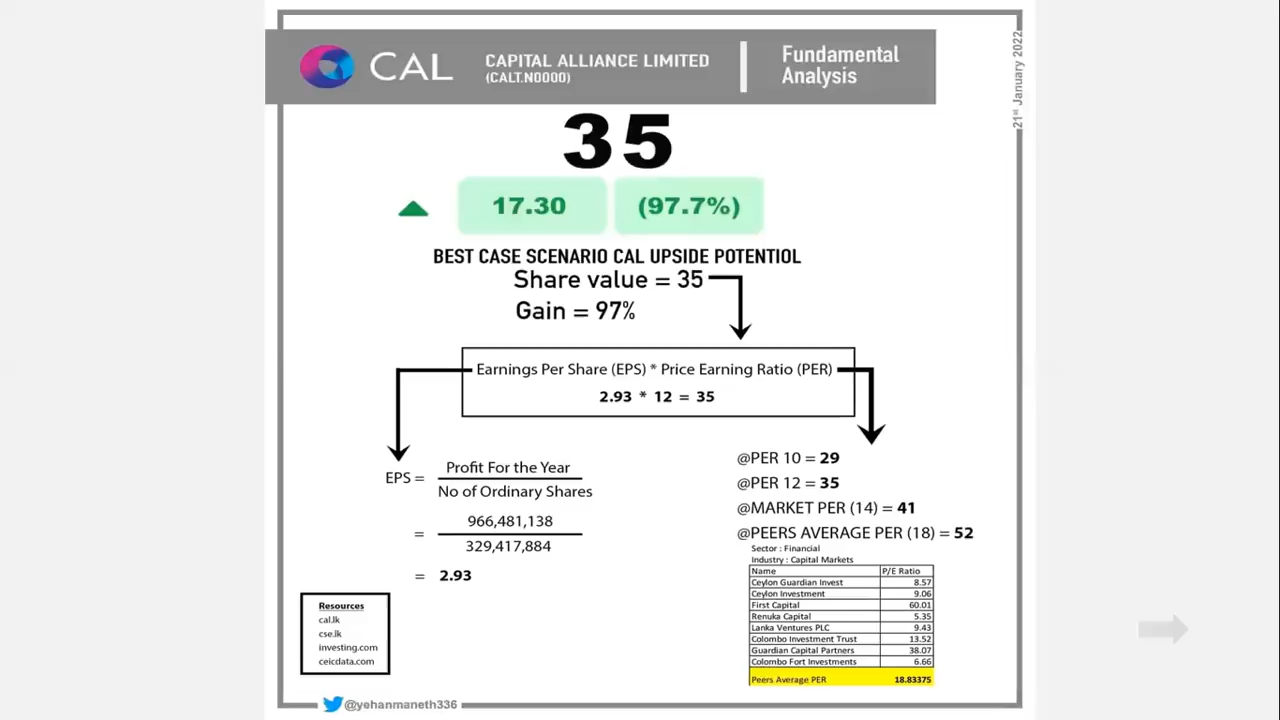 CAL
CAPITAL ALLIANCE LIMITED
(CALT.N0000)
Fundamental
Analysis
21st January 2022
35
17.30
(97.7%)
BEST CASE SCENARIO CAL UPSIDE POTENTIOL
Share value = 35
Gain = 97%
Earnings Per Share (EPS) * Price Earning Ratio (PER)
2.93 * 12 = 35
EPS =
Profit For the Year
No of Ordinary Shares
=
966,481,138
329,417,884
= 2.93
@PER 10 = 29
@PER 12 = 35
@MARKET PER (14) = 41
@PEERS AVERAGE PER (18) = 52
Sector : Financial
Industry : Capital Markets
Name P/E Ratio
Ceylon Guardian Invest 8.57
Ceylon Investment 9.06
First Capital 60.01
Renuka Capital 5.35
Lanka Ventures PLC 9.43
Colombo Investment Trust 13.52
Guardian Capital Partners 38.07
Colombo Fort Investments 6.66
Peers Average PER 18.83375
Resources
cal.lk
cse.lk
investing.com
ceicdata.com
@yehanmaneth336